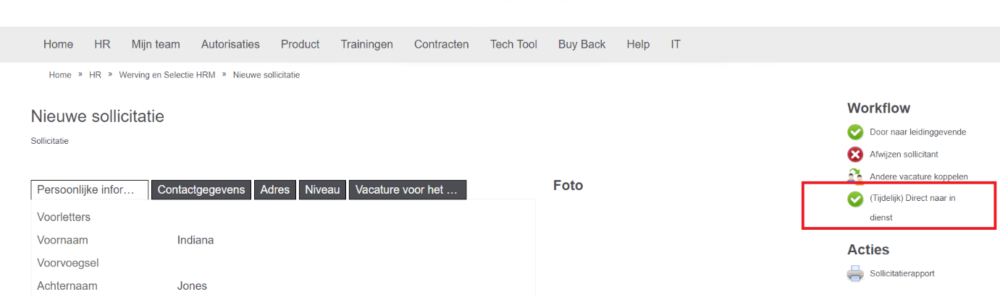 Home HR Mijn team Autorisaties Product Trainingen Contracten Tech Tool Buy Back Help IT
Home » HR » Werving en Selectie HRM » Nieuwe sollicitatie
Nieuwe sollicitatie
Sollicitatie
Persoonlijke infor... Contactgegevens Adres Niveau Vacature voor het ...
Voorletters
Voornaam Indiana
Voorvoegsel
Achternaam Jones
Foto
Workflow
Door naar leidinggevende
Afwijzen sollicitant
Andere vacature koppelen
(Tijdelijk) Direct naar in
dienst
Acties
Sollicitatierapport